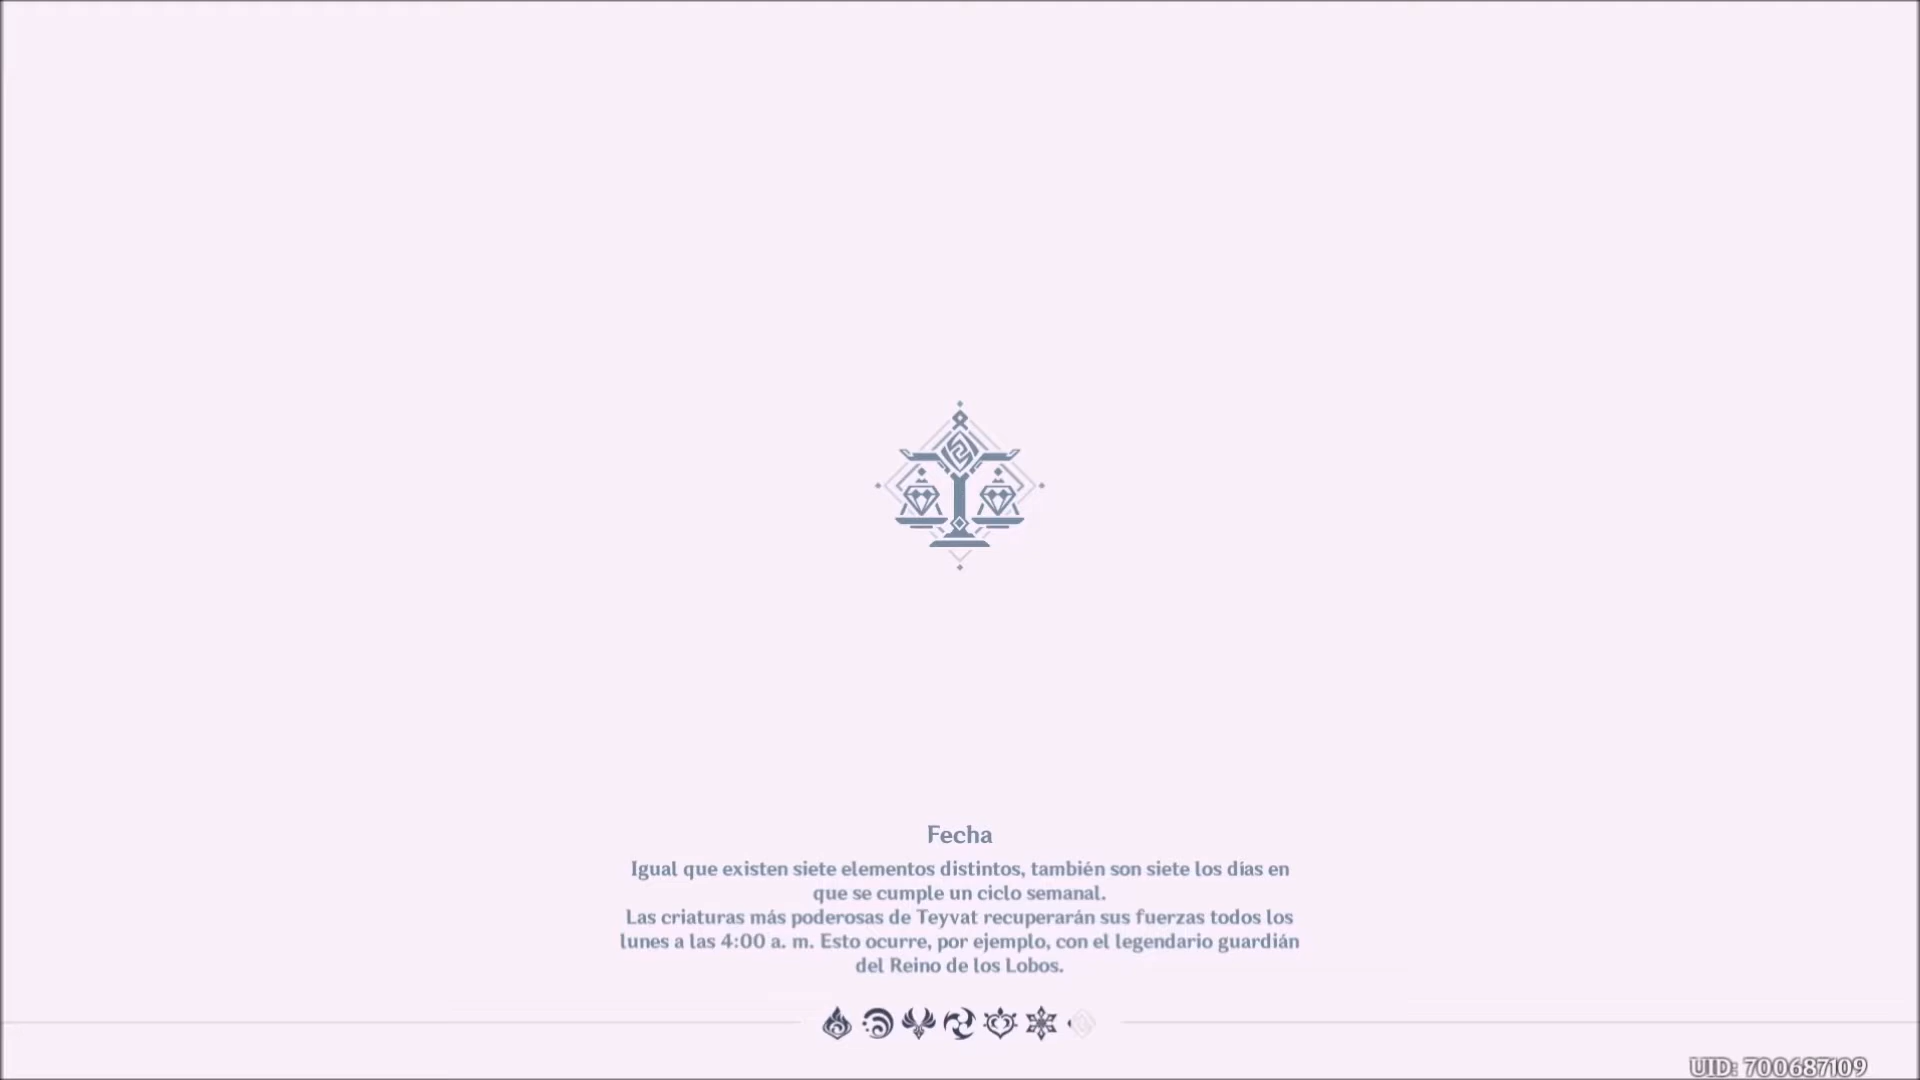 Fecha
Igual que existen siete elementos distintos, también son siete los días en
que se cumple un ciclo semanal.
Las criaturas más poderosas de Teyvat recuperarán sus fuerzas todos los
lunes a las 4:00 a. m. Esto ocurre, por ejemplo, con el legendario guardián
del Reino de los Lobos.
UID: 700687109